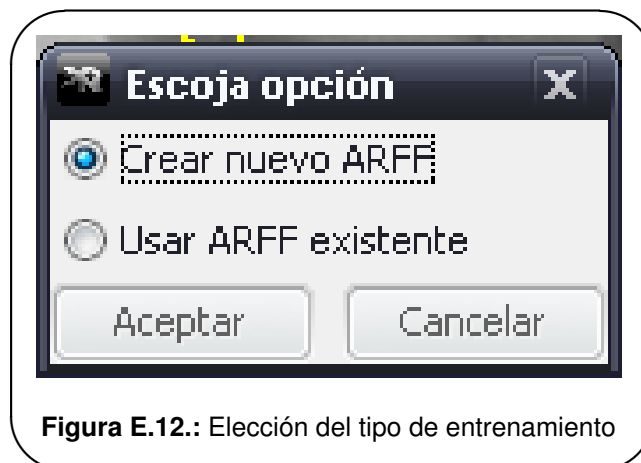 Escoja opción
Crear nuevo ARFF
Usar ARFF existente
Aceptar Cancelar
Figura E.12.: Elección del tipo de entrenamiento